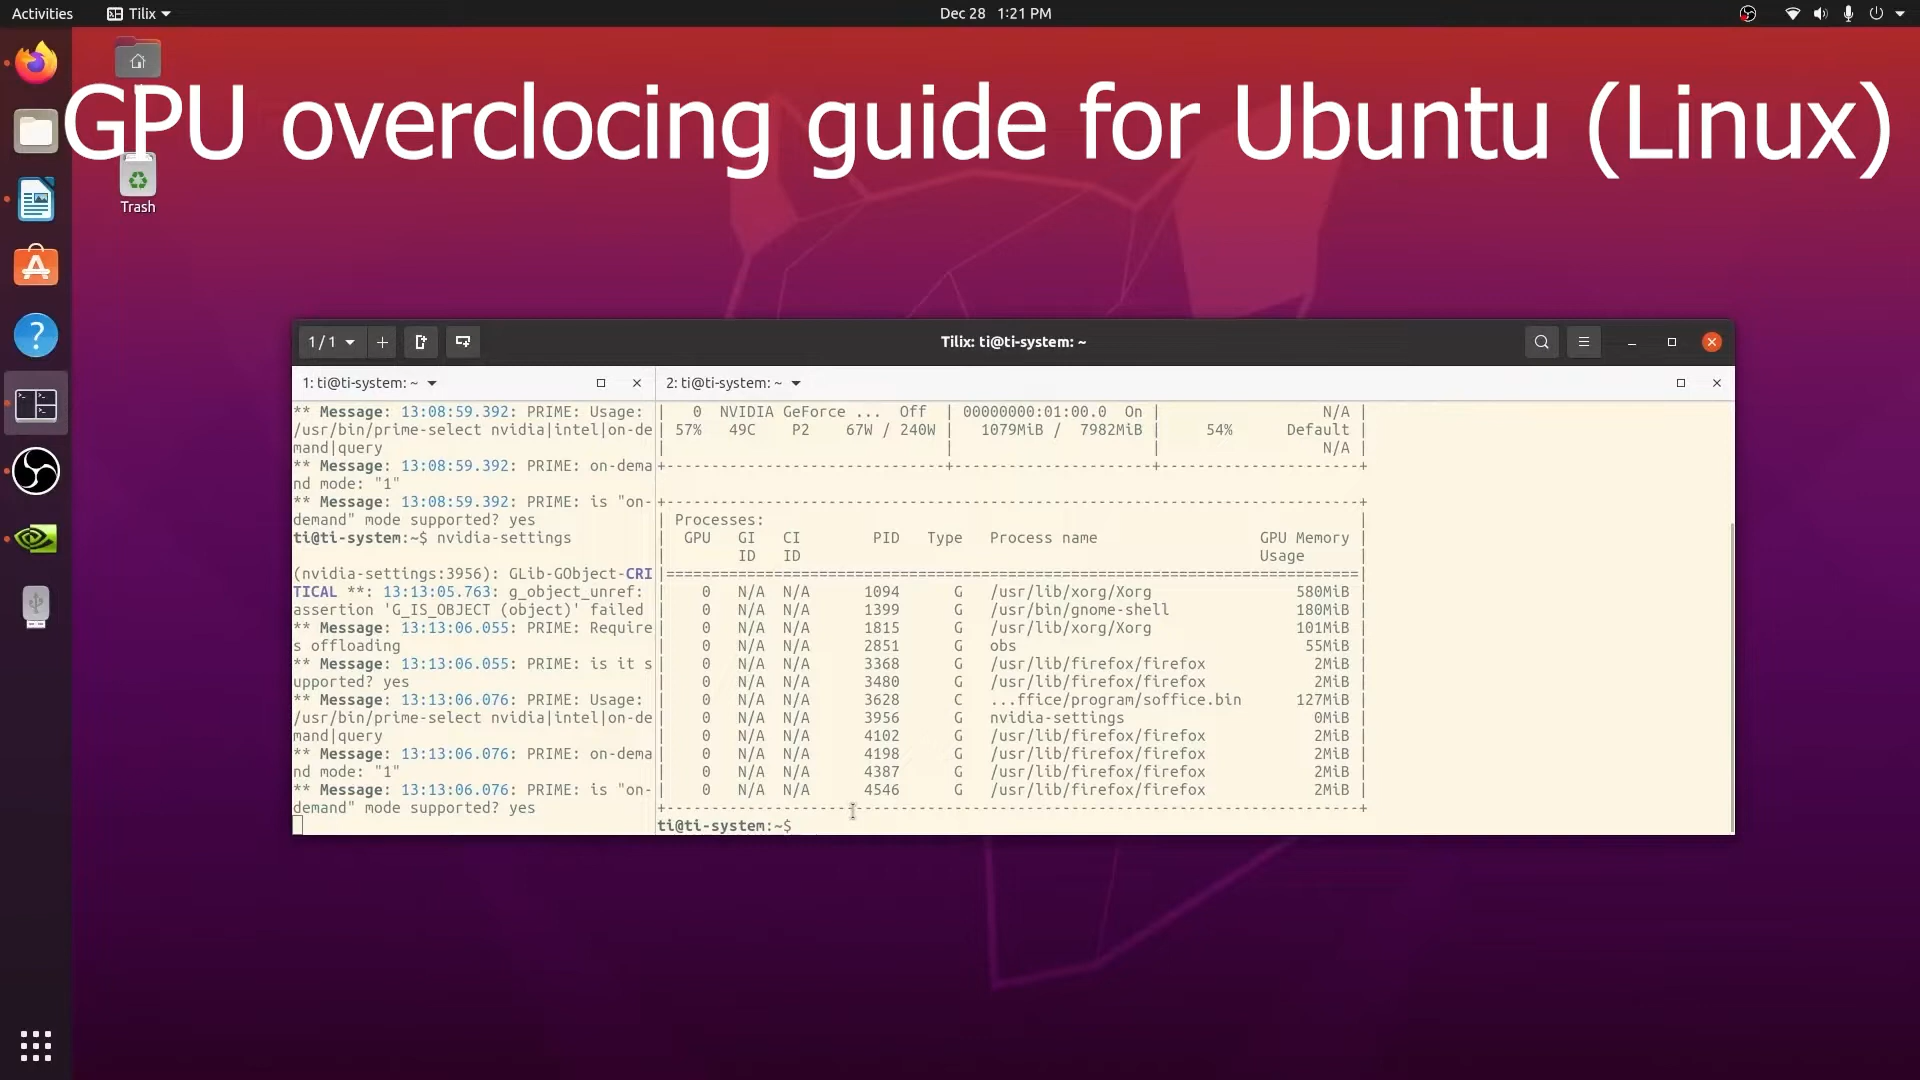 Activities
Tilix
Dec 28 1:21 PM
GPU overclocing guide for Ubuntu (Linux)
Trash
1 / 1
Tilix: ti@ti-system: ~
1: ti@ti-system: ~
** Message: 13:08:59.392: PRIME: Usage:
/usr/bin/prime-select nvidia|intel|on-de
mand|query
** Message: 13:08:59.392: PRIME: on-dema
nd mode: "1"
** Message: 13:08:59.392: PRIME: is "on-
demand" mode supported? yes
ti@ti-system:~$ nvidia-settings
(nvidia-settings:3956): GLib-GObject-CRI
TICAL **: 13:13:05.763: g_object_unref:
assertion 'G_IS_OBJECT (object)' failed
** Message: 13:13:06.055: PRIME: Require
s offloading
** Message: 13:13:06.055: PRIME: is it s
upported? yes
** Message: 13:13:06.076: PRIME: Usage:
/usr/bin/prime-select nvidia|intel|on-de
mand|query
** Message: 13:13:06.076: PRIME: on-dema
nd mode: "1"
** Message: 13:13:06.076: PRIME: is "on-
demand" mode supported? yes
2: ti@ti-system: ~
| 0 NVIDIA GeForce ... Off | 00000000:01:00.0 On | N/A |
| 57% 49C P2 67W / 240W | 1079MiB / 7982MiB | 54% Default |
| | | N/A |
+-------------------------------+----------------------+----------------------+
+-----------------------------------------------------------------------------+
| Processes: |
| GPU GI CI PID Type Process name GPU Memory |
| ID ID Usage |
|=============================================================================|
| 0 N/A N/A 1094 G /usr/lib/xorg/Xorg 580MiB |
| 0 N/A N/A 1399 G /usr/bin/gnome-shell 180MiB |
| 0 N/A N/A 1815 G /usr/lib/xorg/Xorg 101MiB |
| 0 N/A N/A 2851 G obs 55MiB |
| 0 N/A N/A 3368 G /usr/lib/firefox/firefox 2MiB |
| 0 N/A N/A 3480 G /usr/lib/firefox/firefox 2MiB |
| 0 N/A N/A 3628 C ...ffice/program/soffice.bin 127MiB |
| 0 N/A N/A 3956 G nvidia-settings 0MiB |
| 0 N/A N/A 4102 G /usr/lib/firefox/firefox 2MiB |
| 0 N/A N/A 4198 G /usr/lib/firefox/firefox 2MiB |
| 0 N/A N/A 4387 G /usr/lib/firefox/firefox 2MiB |
| 0 N/A N/A 4546 G /usr/lib/firefox/firefox 2MiB |
+-----------------------------------------------------------------------------+
ti@ti-system:~$